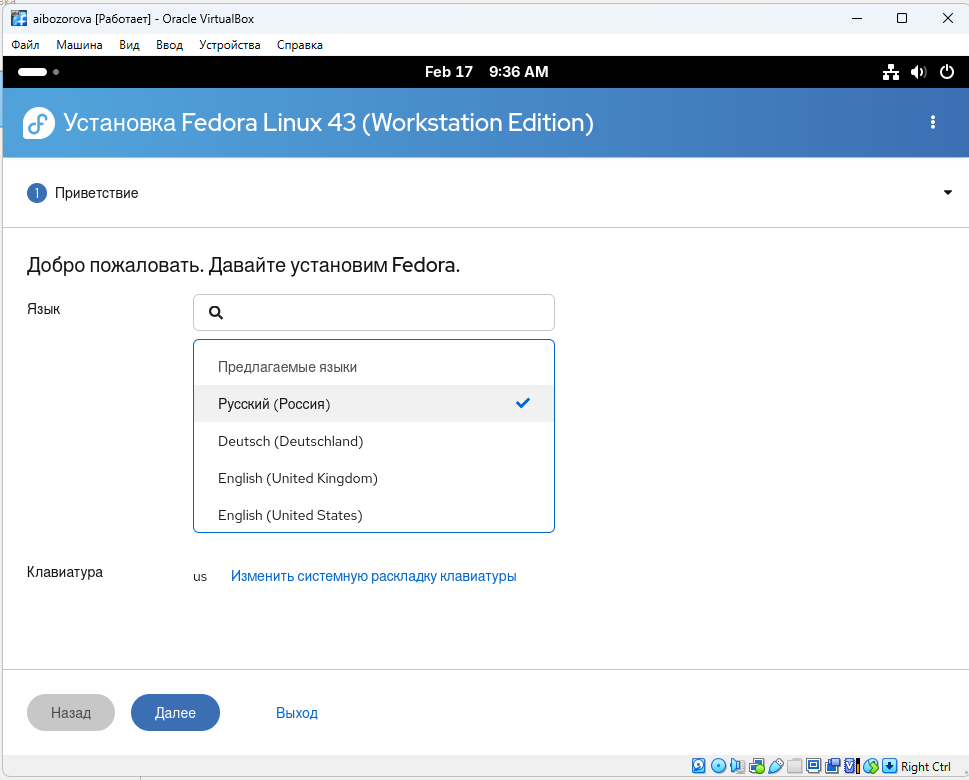 aibozorova [Работает] - Oracle VirtualBox
Файл Машина Вид Ввод Устройства Справка
Feb 17 9:36 AM
Установка Fedora Linux 43 (Workstation Edition)
1 Приветствие
Добро пожаловать. Давайте установим Fedora.
Язык
Предлагаемые языки
Русский (Россия)
Deutsch (Deutschland)
English (United Kingdom)
English (United States)
Клавиатура us Изменить системную раскладку клавиатуры
Назад Далее Выход
Right Ctrl